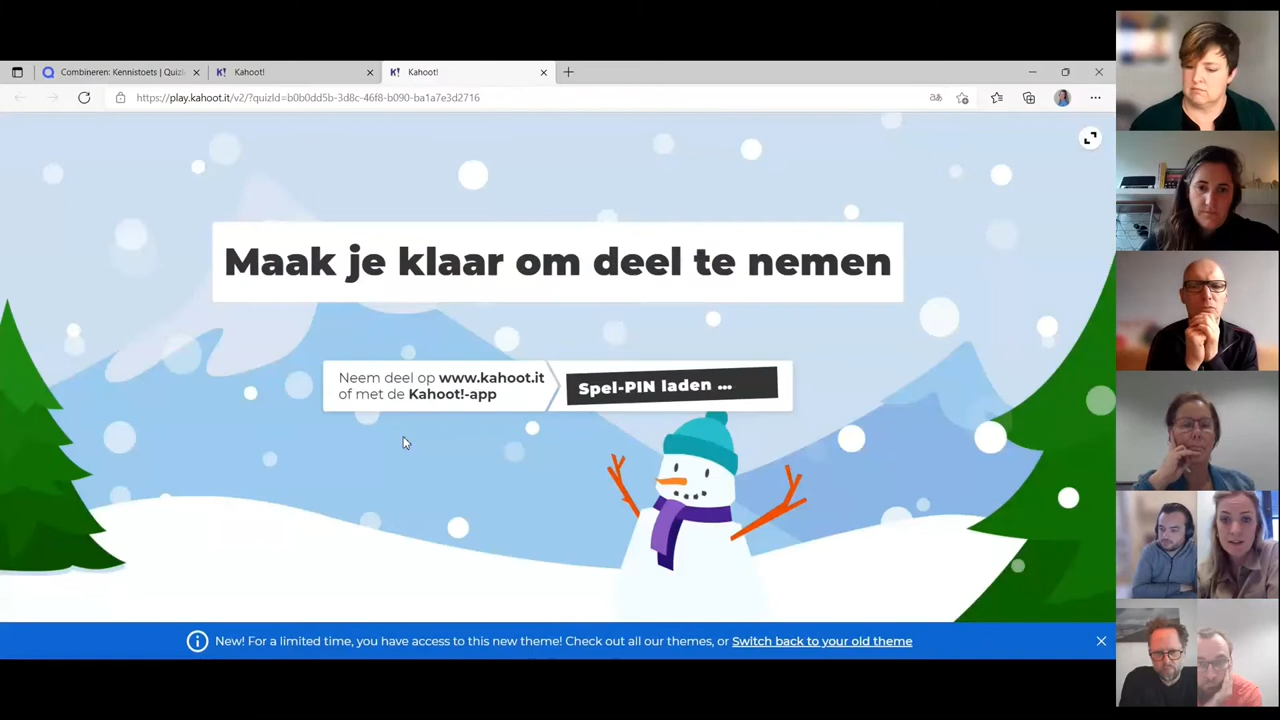 Combineren: Kennistoets | Quizle
Kahoot!
Kahoot!
https://play.kahoot.it/v2/?quizId=b0b0dd5b-3d8c-46f8-b090-ba1a7e3d2716
Maak je klaar om deel te nemen
Neem deel op www.kahoot.it
of met de Kahoot!-app
Spel-PIN laden ...
New! For a limited time, you have access to this new theme! Check out all our themes, or Switch back to your old theme